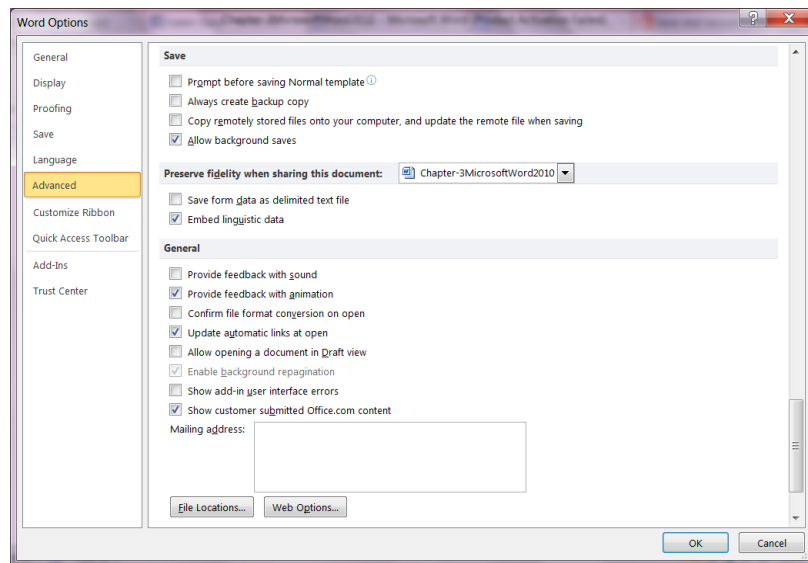 Word Options
General
Display
Proofing
Save
Language
Advanced
Customize Ribbon
Quick Access Toolbar
Add-Ins
Trust Center
Save
Prompt before saving Normal template
Always create backup copy
Copy remotely stored files onto your computer, and update the remote file when saving
Allow background saves
Preserve fidelity when sharing this document: Chapter-3MicrosoftWord2010
Save form data as delimited text file
Embed linguistic data
General
Provide feedback with sound
Provide feedback with animation
Confirm file format conversion on open
Update automatic links at open
Allow opening a document in Draft view
Enable background repagination
Show add-in user interface errors
Show customer submitted Office.com content
Mailing address:
File Locations... Web Options...
OK Cancel